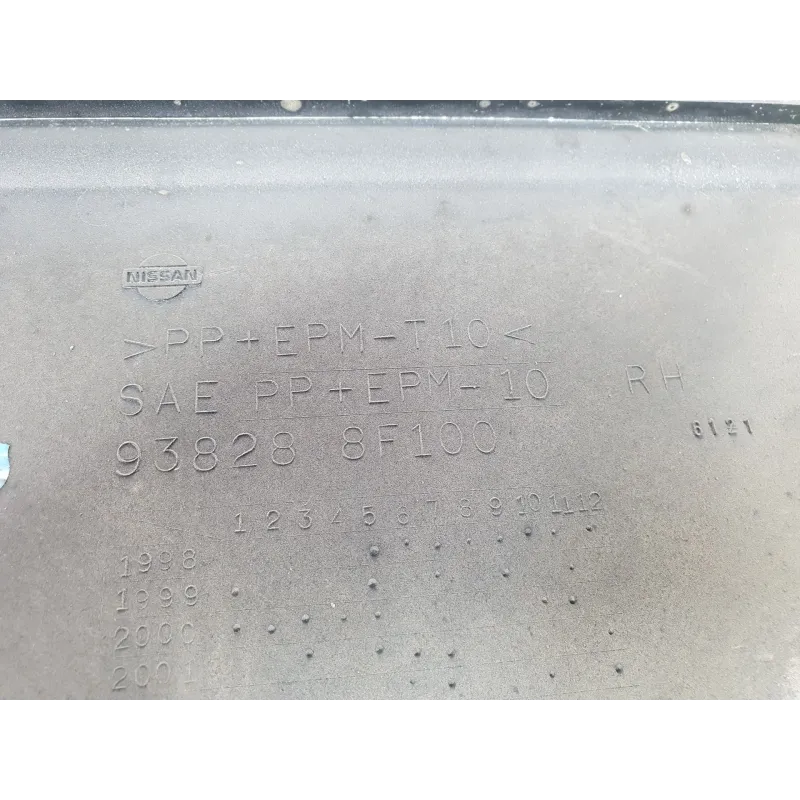 NISSAN
>PP+EPM-T10<
SAE PP+EPM-10 RH
93828 8F100 6121
1 2 3 4 5 6 7 8 9 10 11 12
1998
1999
2000
2001